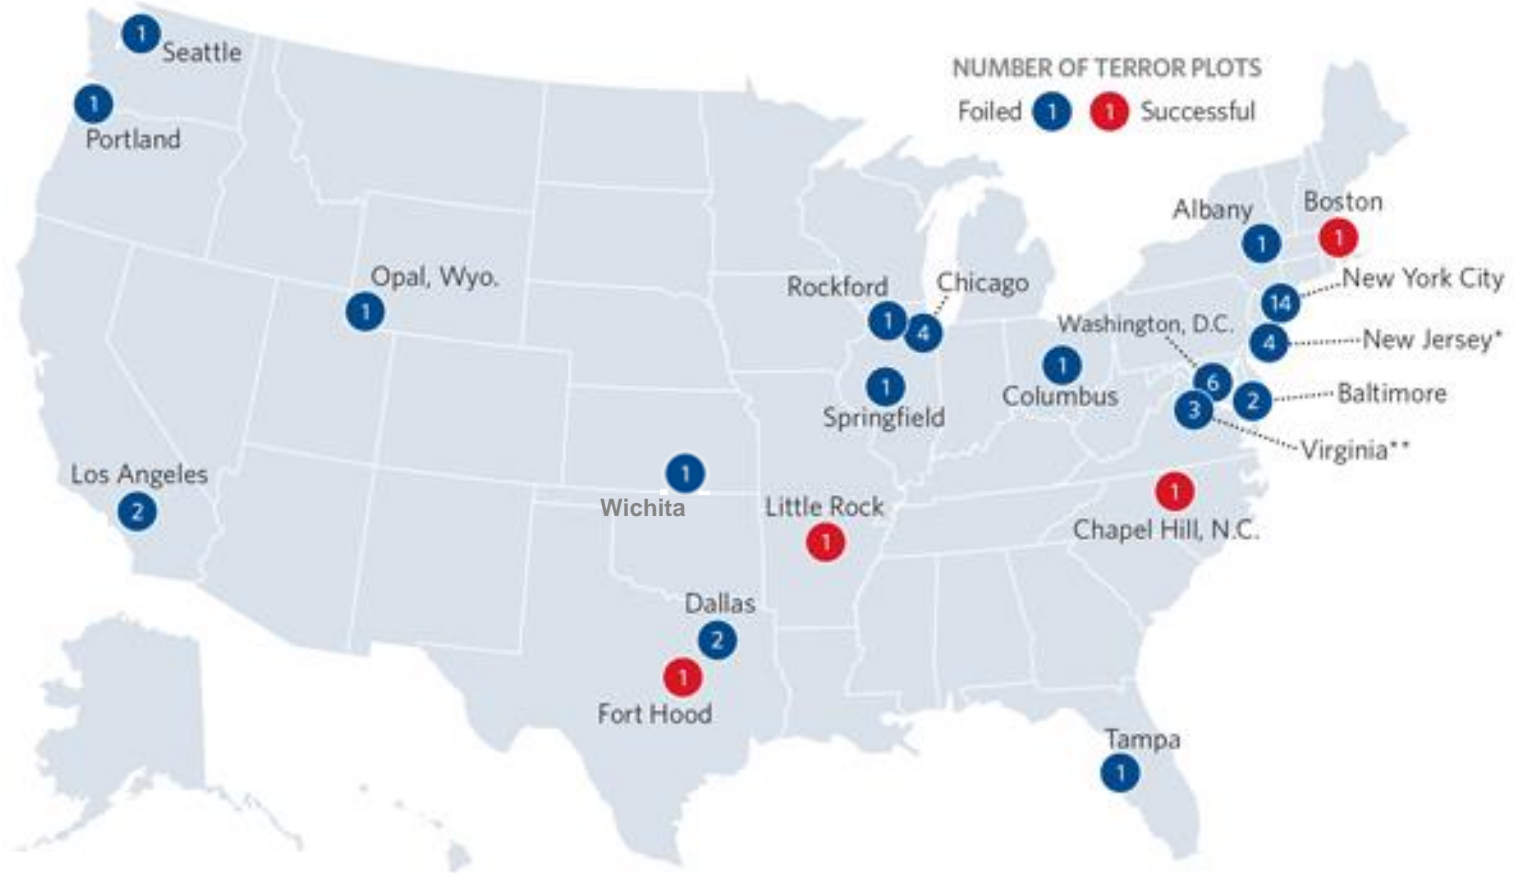 1
Seattle
1
Portland
NUMBER OF TERROR PLOTS
Foiled 1 1 Successful
Albany
1
Boston
1
Opal, Wyo.
1
Rockford
1
Chicago
4
New York City
14
Washington, D.C.
6
New Jersey*
4
1
Columbus
1
Springfield
Baltimore
2
3
Virginia**
Los Angeles
2
1
Wichita
Little Rock
1
1
Chapel Hill, N.C.
Dallas
2
1
Fort Hood
Tampa
1